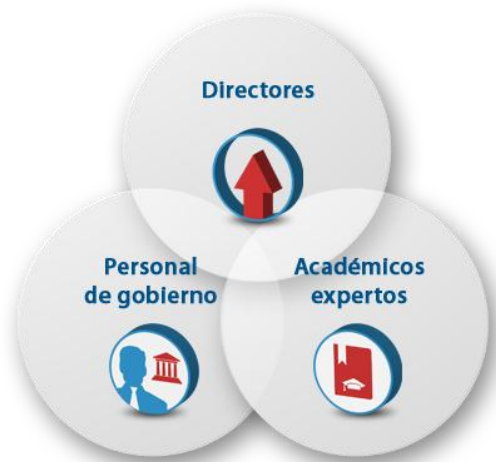 Directores
Personal
de gobierno
Académicos
expertos